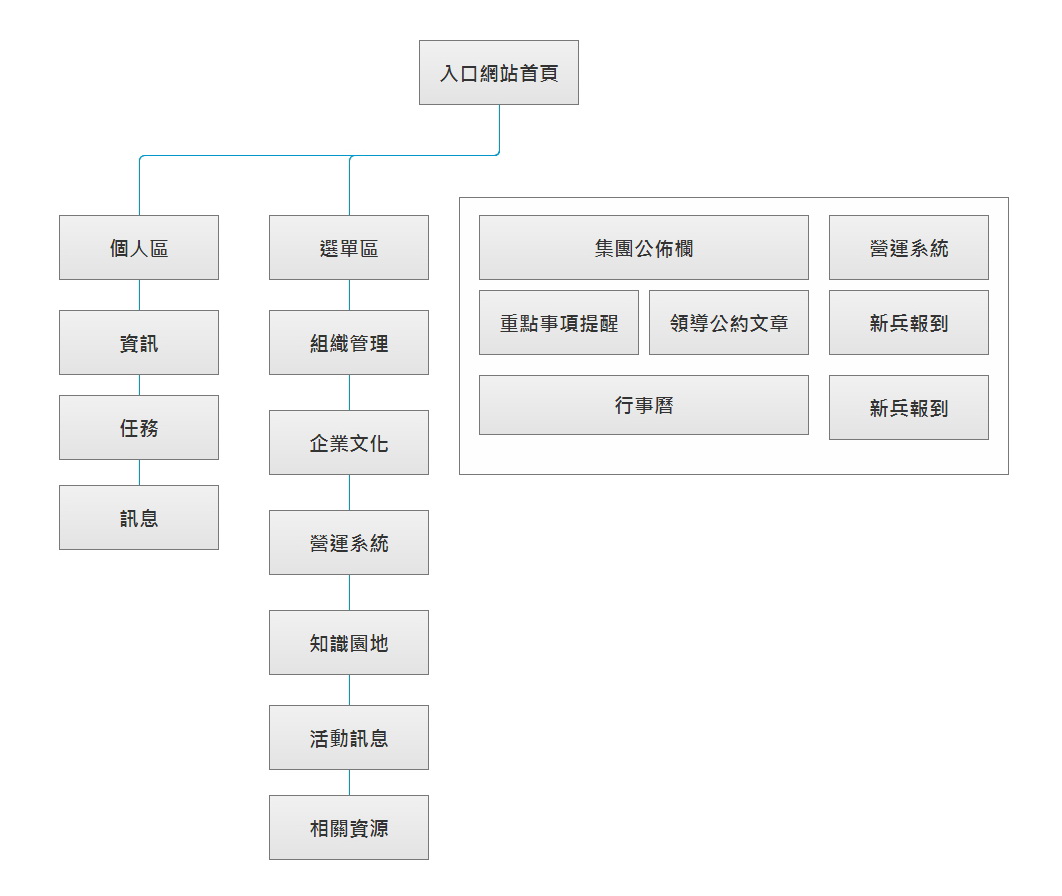 入口網站首頁
個人區
資訊
任務
訊息
選單區
組織管理
企業文化
營運系統
知識園地
活動訊息
相關資源
集團公佈欄
營運系統
重點事項提醒
領導公約文章
新兵報到
行事曆
新兵報到